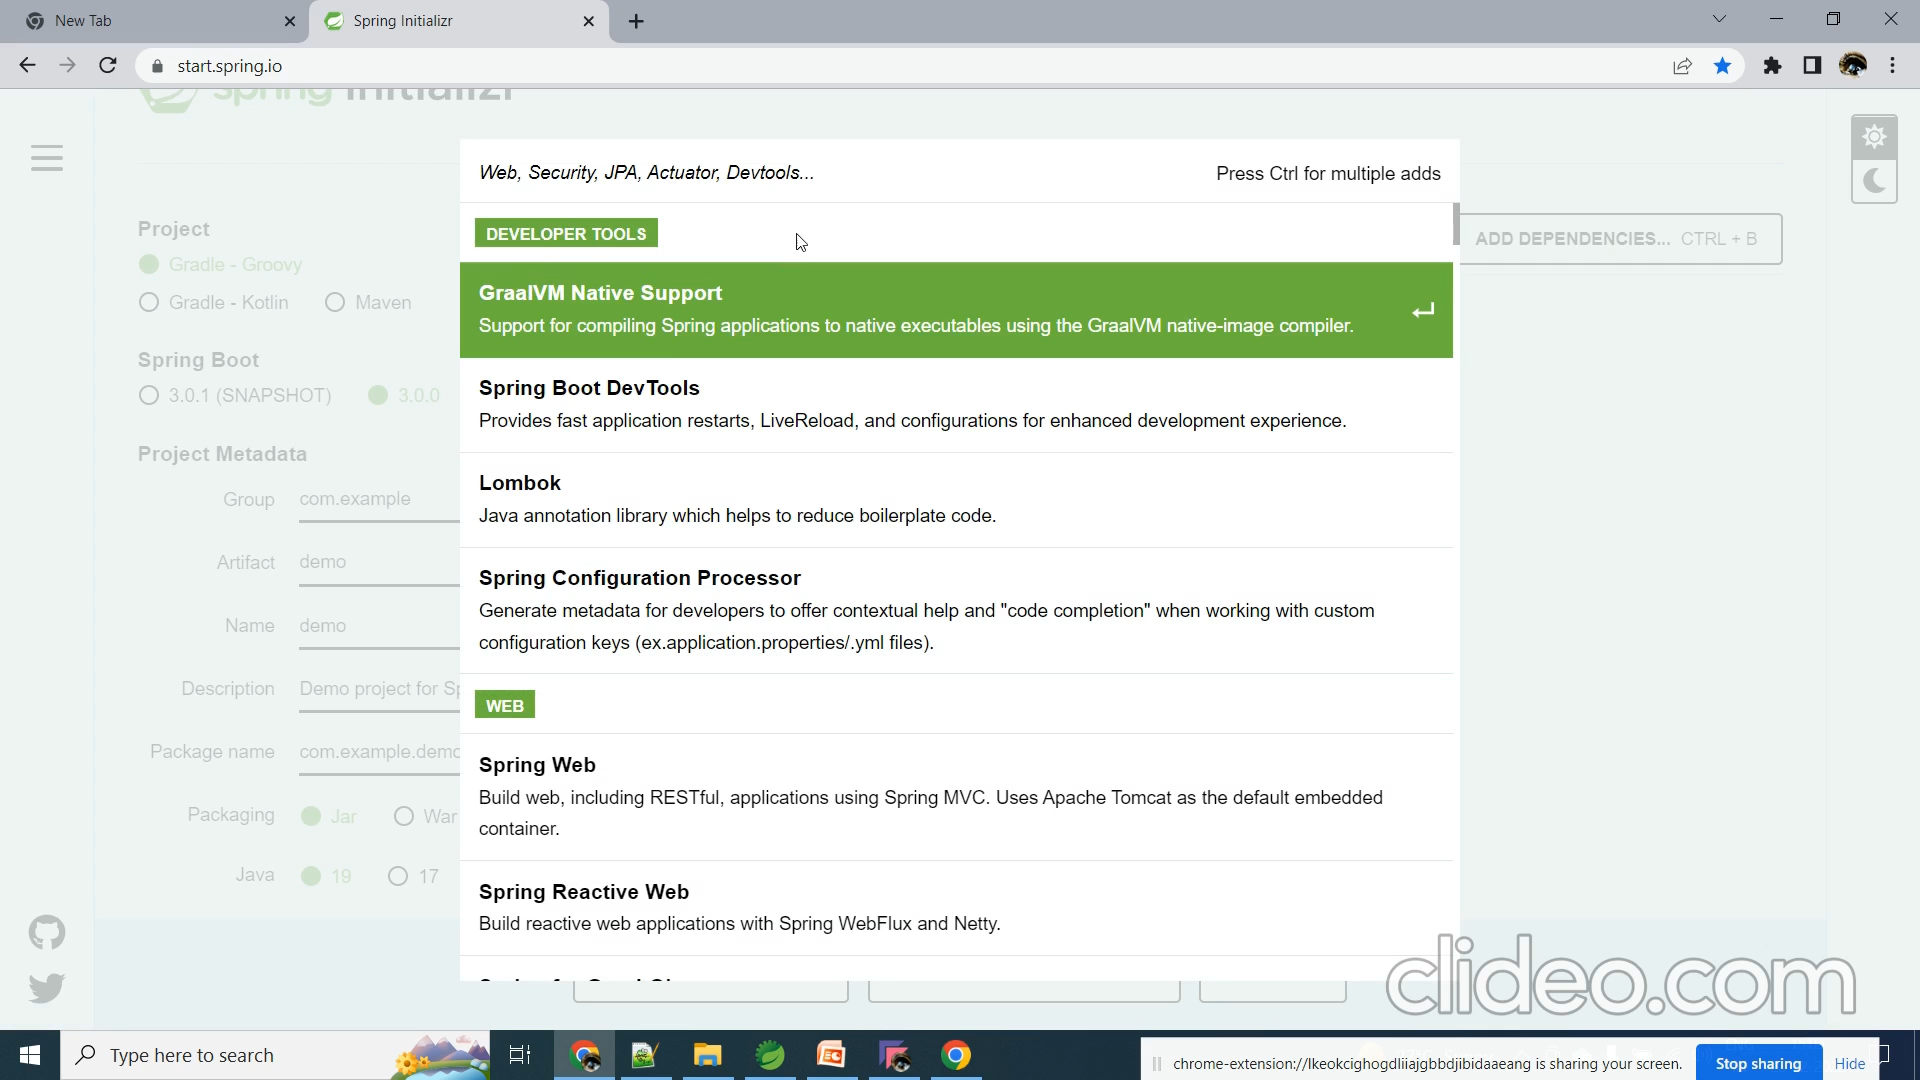 New Tab
Spring Initializr
start.spring.io
spring initializr
Web, Security, JPA, Actuator, Devtools...
Press Ctrl for multiple adds
DEVELOPER TOOLS
ADD DEPENDENCIES... CTRL + B
Project
Gradle - Groovy
Gradle - Kotlin
Maven
GraalVM Native Support
Support for compiling Spring applications to native executables using the GraalVM native-image compiler.
Spring Boot
3.0.1 (SNAPSHOT)
3.0.0
Spring Boot DevTools
Provides fast application restarts, LiveReload, and configurations for enhanced development experience.
Project Metadata
Group com.example
Lombok
Java annotation library which helps to reduce boilerplate code.
Artifact demo
Name demo
Spring Configuration Processor
Generate metadata for developers to offer contextual help and "code completion" when working with custom
configuration keys (ex.application.properties/.yml files).
Description Demo project for Sp
WEB
Package name com.example.demo
Spring Web
Build web, including RESTful, applications using Spring MVC. Uses Apache Tomcat as the default embedded
container.
Packaging Jar War
Java 19 17
Spring Reactive Web
Build reactive web applications with Spring WebFlux and Netty.
clideo.com
Type here to search
chrome-extension://lkeokcighogdliiajgbbdjibidaaeang is sharing your screen.
Stop sharing
Hide